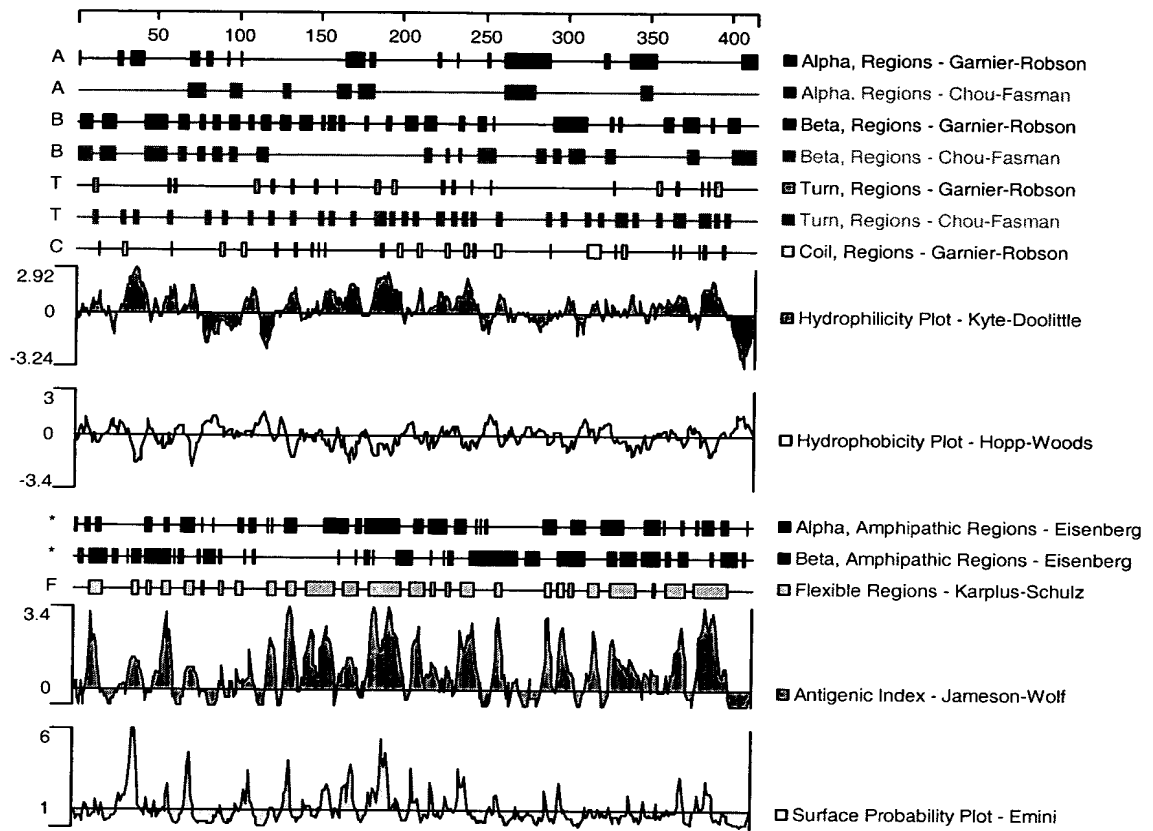 50 100 150 200 250 300 350 400
A Alpha, Regions - Garnier-Robson
A Alpha. Regions - Chou-Fasman
B Beta, Regions - Garnier-Robson
B Beta, Regions - Chou-Fasman
T Turn, Regions - Garnier-Robson
T Turn, Regions - Chou-Fasman
C Coil, Regions - Garnier-Robson
2.92
0
Hydrophilicity Plot - Kyte-Doolittle
-3.24
3
0
Hydrophobicity Plot - Hopp-Woods
-3.4
* Alpha, Amphipathic Regions - Eisenberg
* Beta, Amphipathic Regions - Eisenberg
F Flexible Regions - Karplus-Schulz
3.4
0
Antigenic Index - Jameson-Wolf
6
1
Surface Probability Plot - Emini